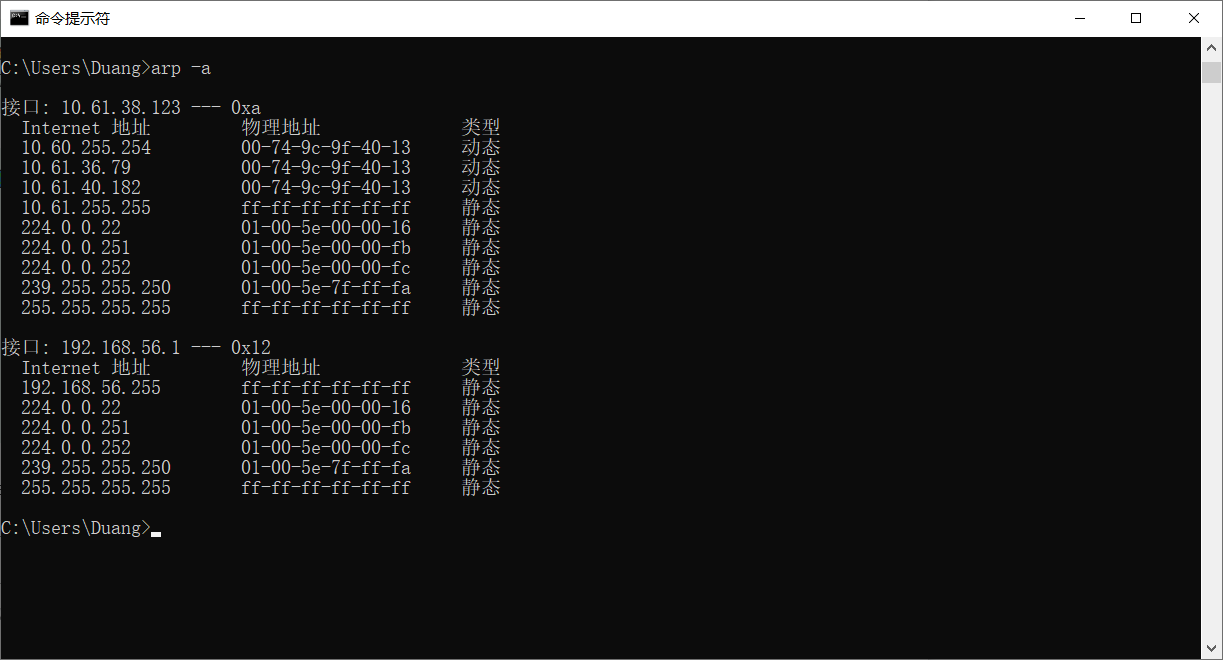 命令提示符
C:\Users\Duang>arp -a
接口: 10.61.38.123 --- 0xa
Internet 地址 物理地址 类型
10.60.255.254 00-74-9c-9f-40-13 动态
10.61.36.79 00-74-9c-9f-40-13 动态
10.61.40.182 00-74-9c-9f-40-13 动态
10.61.255.255 ff-ff-ff-ff-ff-ff 静态
224.0.0.22 01-00-5e-00-00-16 静态
224.0.0.251 01-00-5e-00-00-fb 静态
224.0.0.252 01-00-5e-00-00-fc 静态
239.255.255.250 01-00-5e-7f-ff-fa 静态
255.255.255.255 ff-ff-ff-ff-ff-ff 静态
接口: 192.168.56.1 --- 0x12
Internet 地址 物理地址 类型
192.168.56.255 ff-ff-ff-ff-ff-ff 静态
224.0.0.22 01-00-5e-00-00-16 静态
224.0.0.251 01-00-5e-00-00-fb 静态
224.0.0.252 01-00-5e-00-00-fc 静态
239.255.255.250 01-00-5e-7f-ff-fa 静态
255.255.255.255 ff-ff-ff-ff-ff-ff 静态
C:\Users\Duang>